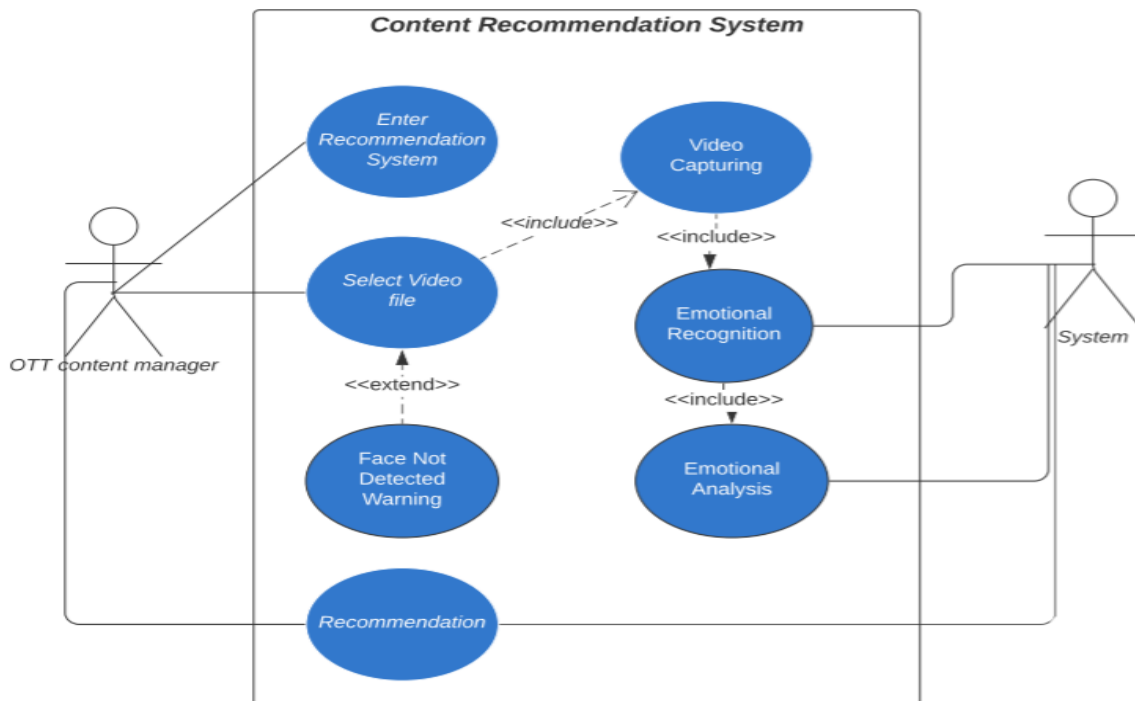 Content Recommendation System
Enter
Recommendation
System
Video
Capturing
<<include>>
<<include>>
Select Video
file
Emotional
Recognition
OTT content manager
System
<<extend>>
<<include>>
Face Not
Detected
Warning
Emotional
Analysis
Recommendation